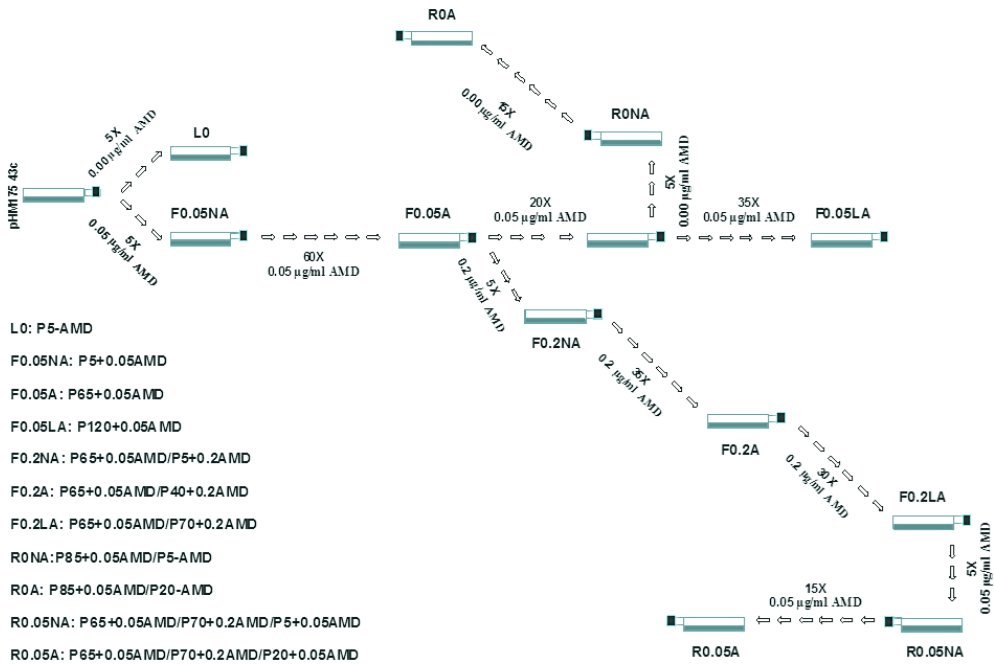 R0A
15X
0.00 µg/ml AMD
R0NA
5X
0.00 µg/ml AMD
L0
5X
0.00 µg/ml AMD
pHM175 43c
5X
0.05 µg/ml AMD
F0.05NA
60X
0.05 µg/ml AMD
F0.05A
20X
0.05 µg/ml AMD
35X
0.05 µg/ml AMD
F0.05LA
5X
0.2 µg/ml AMD
F0.2NA
35X
0.2 µg/ml AMD
F0.2A
30X
0.2 µg/ml AMD
F0.2LA
5X
0.05 µg/ml AMD
R0.05NA
15X
0.05 µg/ml AMD
R0.05A
L0: P5-AMD
F0.05NA: P5+0.05AMD
F0.05A: P65+0.05AMD
F0.05LA: P120+0.05AMD
F0.2NA: P65+0.05AMD/P5+0.2AMD
F0.2A: P65+0.05AMD/P40+0.2AMD
F0.2LA: P65+0.05AMD/P70+0.2AMD
R0NA:P85+0.05AMD/P5-AMD
R0A: P85+0.05AMD/P20-AMD
R0.05NA: P65+0.05AMD/P70+0.2AMD/P5+0.05AMD
R0.05A: P65+0.05AMD/P70+0.2AMD/P20+0.05AMD